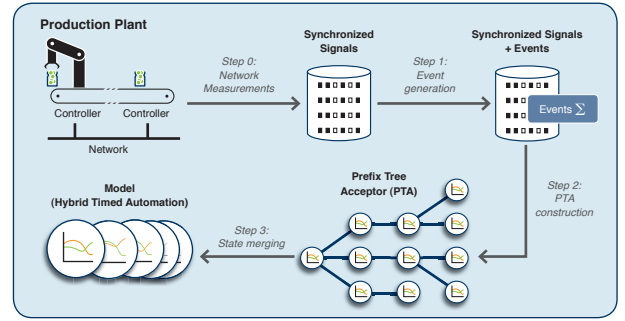 Production Plant
Controller
Controller
Network
Step 0:
Network
Measurements
Synchronized
Signals
Step 1:
Event
generation
Synchronized Signals
+ Events
Events Σ
Step 2:
PTA
construction
Prefix Tree
Acceptor (PTA)
Step 3:
State merging
Model
(Hybrid Timed Automation)